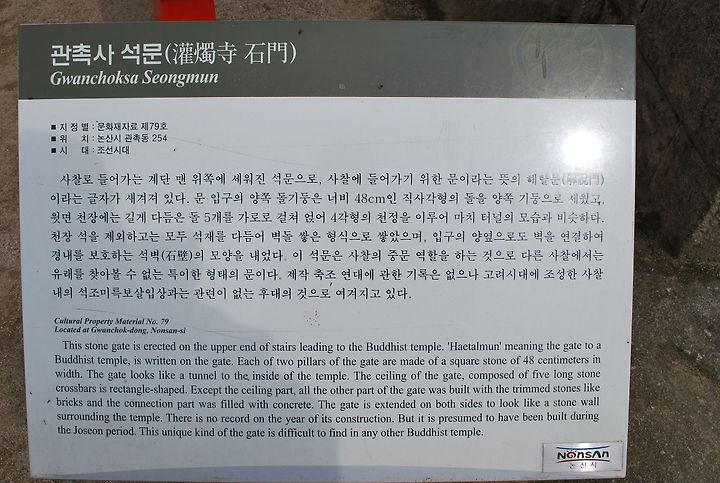 관촉사 석문(灌燭寺 石門)
Gwanchoksa Seongmun
■ 지 정 별 : 문화재자료 제79호
■ 위 치 : 논산시 관촉동 254
■ 시 대 : 조선시대
사찰로 들어가는 계단 맨 위쪽에 세워진 석문으로, 사찰에 들어가기 위한 문이라는 뜻의 해탈문(解脫門)
이라는 글자가 새겨져 있다. 문 입구의 양쪽 돌기둥은 너비 48cm인 직사각형의 돌을 양쪽 기둥으로 세웠고,
윗면 천장에는 길게 다듬은 돌 5개를 가로로 걸쳐 얹어 4각형의 천정을 이루어 마치 터널의 모습과 비슷하다.
천장 석을 제외하고는 모두 석재를 다듬어 벽돌 쌓은 형식으로 쌓았으며, 입구의 양옆으로도 벽을 연결하여
경내를 보호하는 석벽(石壁)의 모양을 내었다. 이 석문은 사찰의 중문 역할을 하는 것으로 다른 사찰에서는
유래를 찾아볼 수 없는 특이한 형태의 문이다. 제작 축조 연대에 관한 기록은 없으나 고려시대에 조성한 사찰
내의 석조미륵보살입상과는 관련이 없는 후대의 것으로 여겨지고 있다.
Cultural Property Material No. 79
Located at Gwanchok-dong, Nonsan-si
This stone gate is erected on the upper end of stairs leading to the Buddhist temple. 'Haetalmun' meaning the gate to a
Buddhist temple, is written on the gate. Each of two pillars of the gate are made of a square stone of 48 centimeters in
width. The gate looks like a tunnel to the inside of the temple. The ceiling of the gate, composed of five long stone
crossbars is rectangle-shaped. Except the ceiling part, all the other part of the gate was built with the trimmed stones like
bricks and the connection part was filled with concrete. The gate is extended on both sides to look like a stone wall
surrounding the temple. There is no record on the year of its construction. But it is presumed to have been built during
the Joseon period. This unique kind of the gate is difficult to find in any other Buddhist temple.
NonsAn
논산시